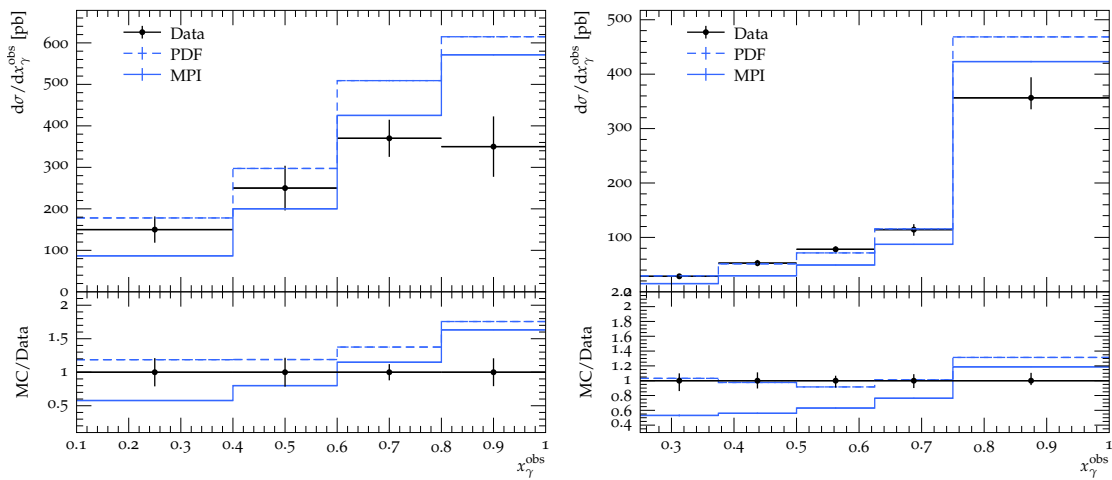 Data
PDF
MPI
0
100
200
300
400
500
600
dσ/dx_γ^obs [pb]
0.5
1
1.5
2
MC/Data
0.1 0.2 0.3 0.4 0.5 0.6 0.7 0.8 0.9 1
x_γ^obs
Data
PDF
MPI
0
100
200
300
400
500
dσ/dx_γ^obs [pb]
0.4
0.6
0.8
1
1.2
1.4
1.6
1.8
2
2.2
MC/Data
0.3 0.4 0.5 0.6 0.7 0.8 0.9 1
x_γ^obs